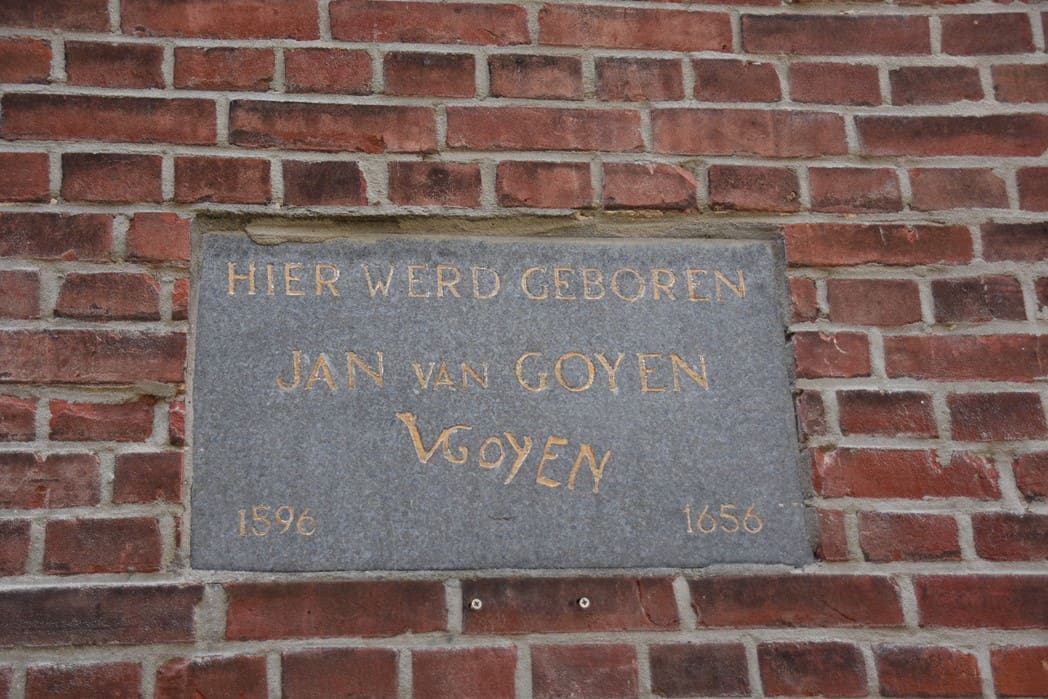 HIER WERD GEBOREN
JAN VAN GOYEN
VGOYEN
1596 1656